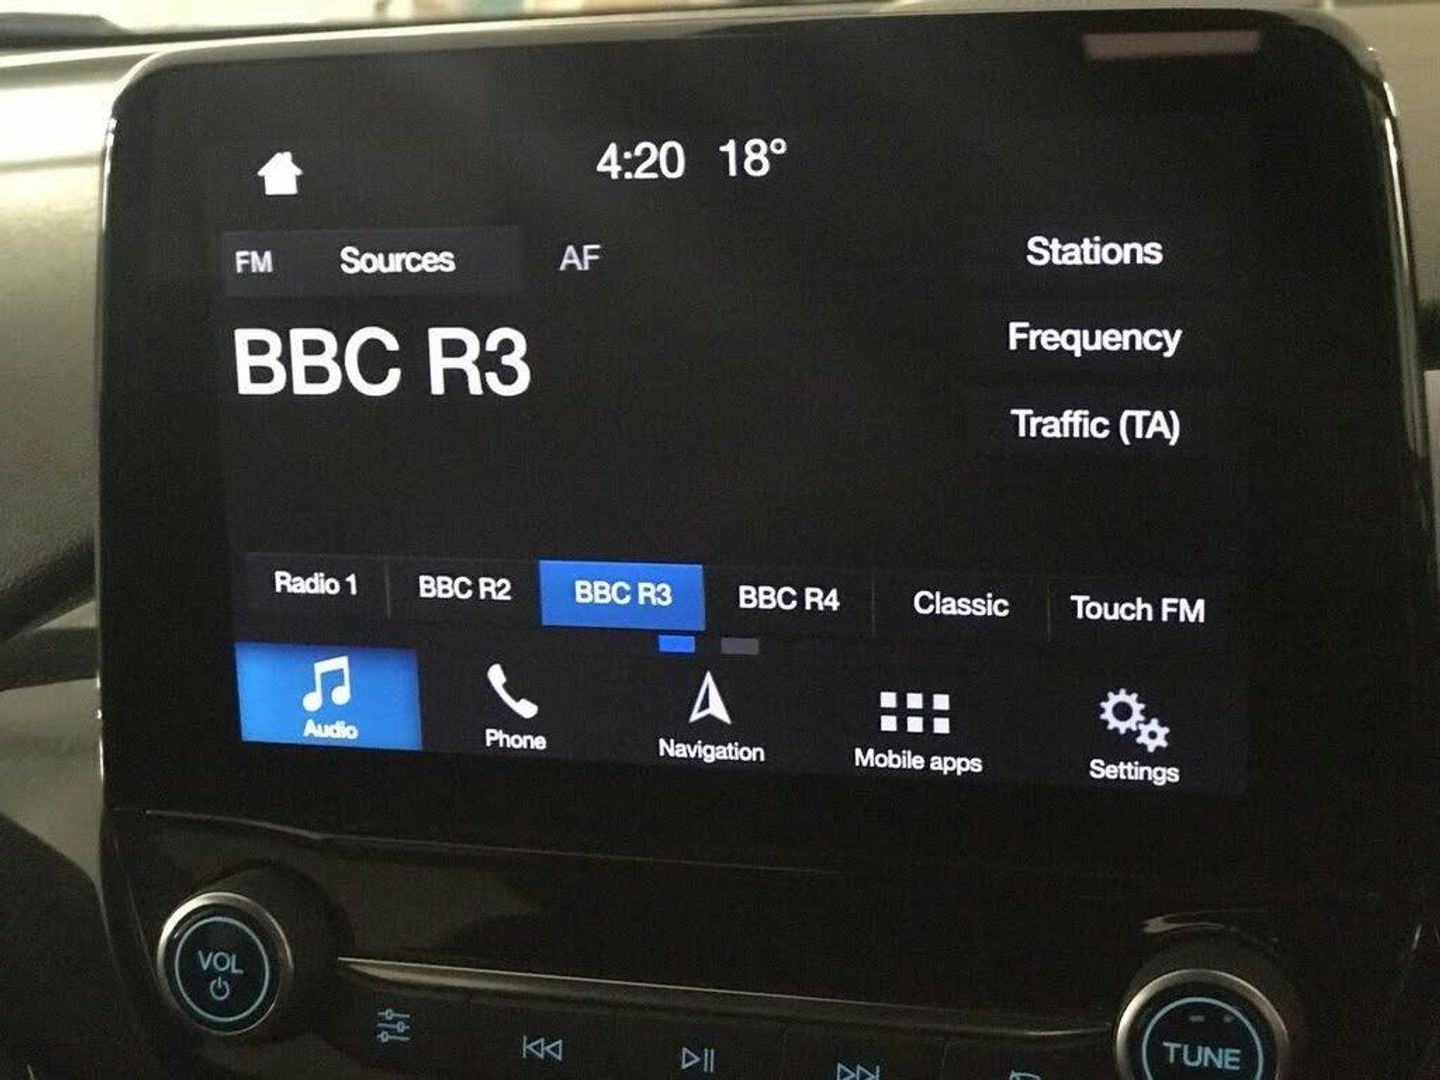 4:20 18°
FM Sources AF
Stations
BBC R3
Frequency
Traffic (TA)
Radio 1 BBC R2 BBC R3 BBC R4 Classic Touch FM
Audio Phone Navigation Mobile apps Settings
VOL
TUNE